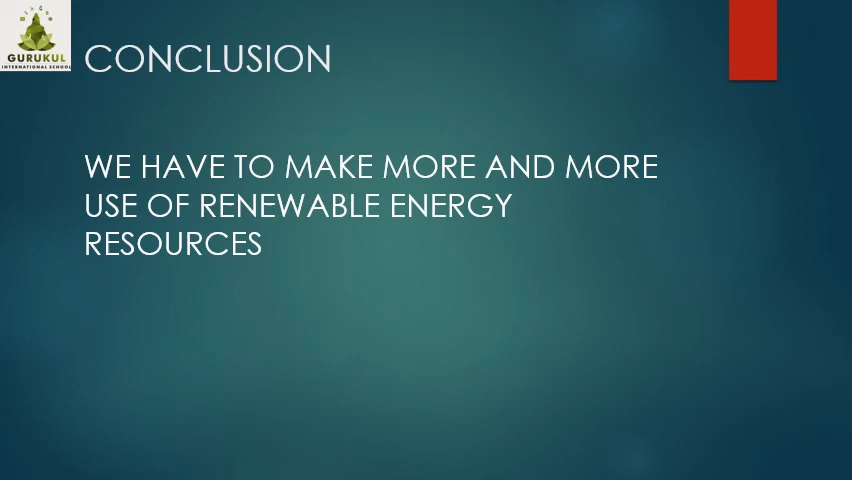 GURUKUL
INTERNATIONAL SCHOOL
CONCLUSION
WE HAVE TO MAKE MORE AND MORE
USE OF RENEWABLE ENERGY
RESOURCES